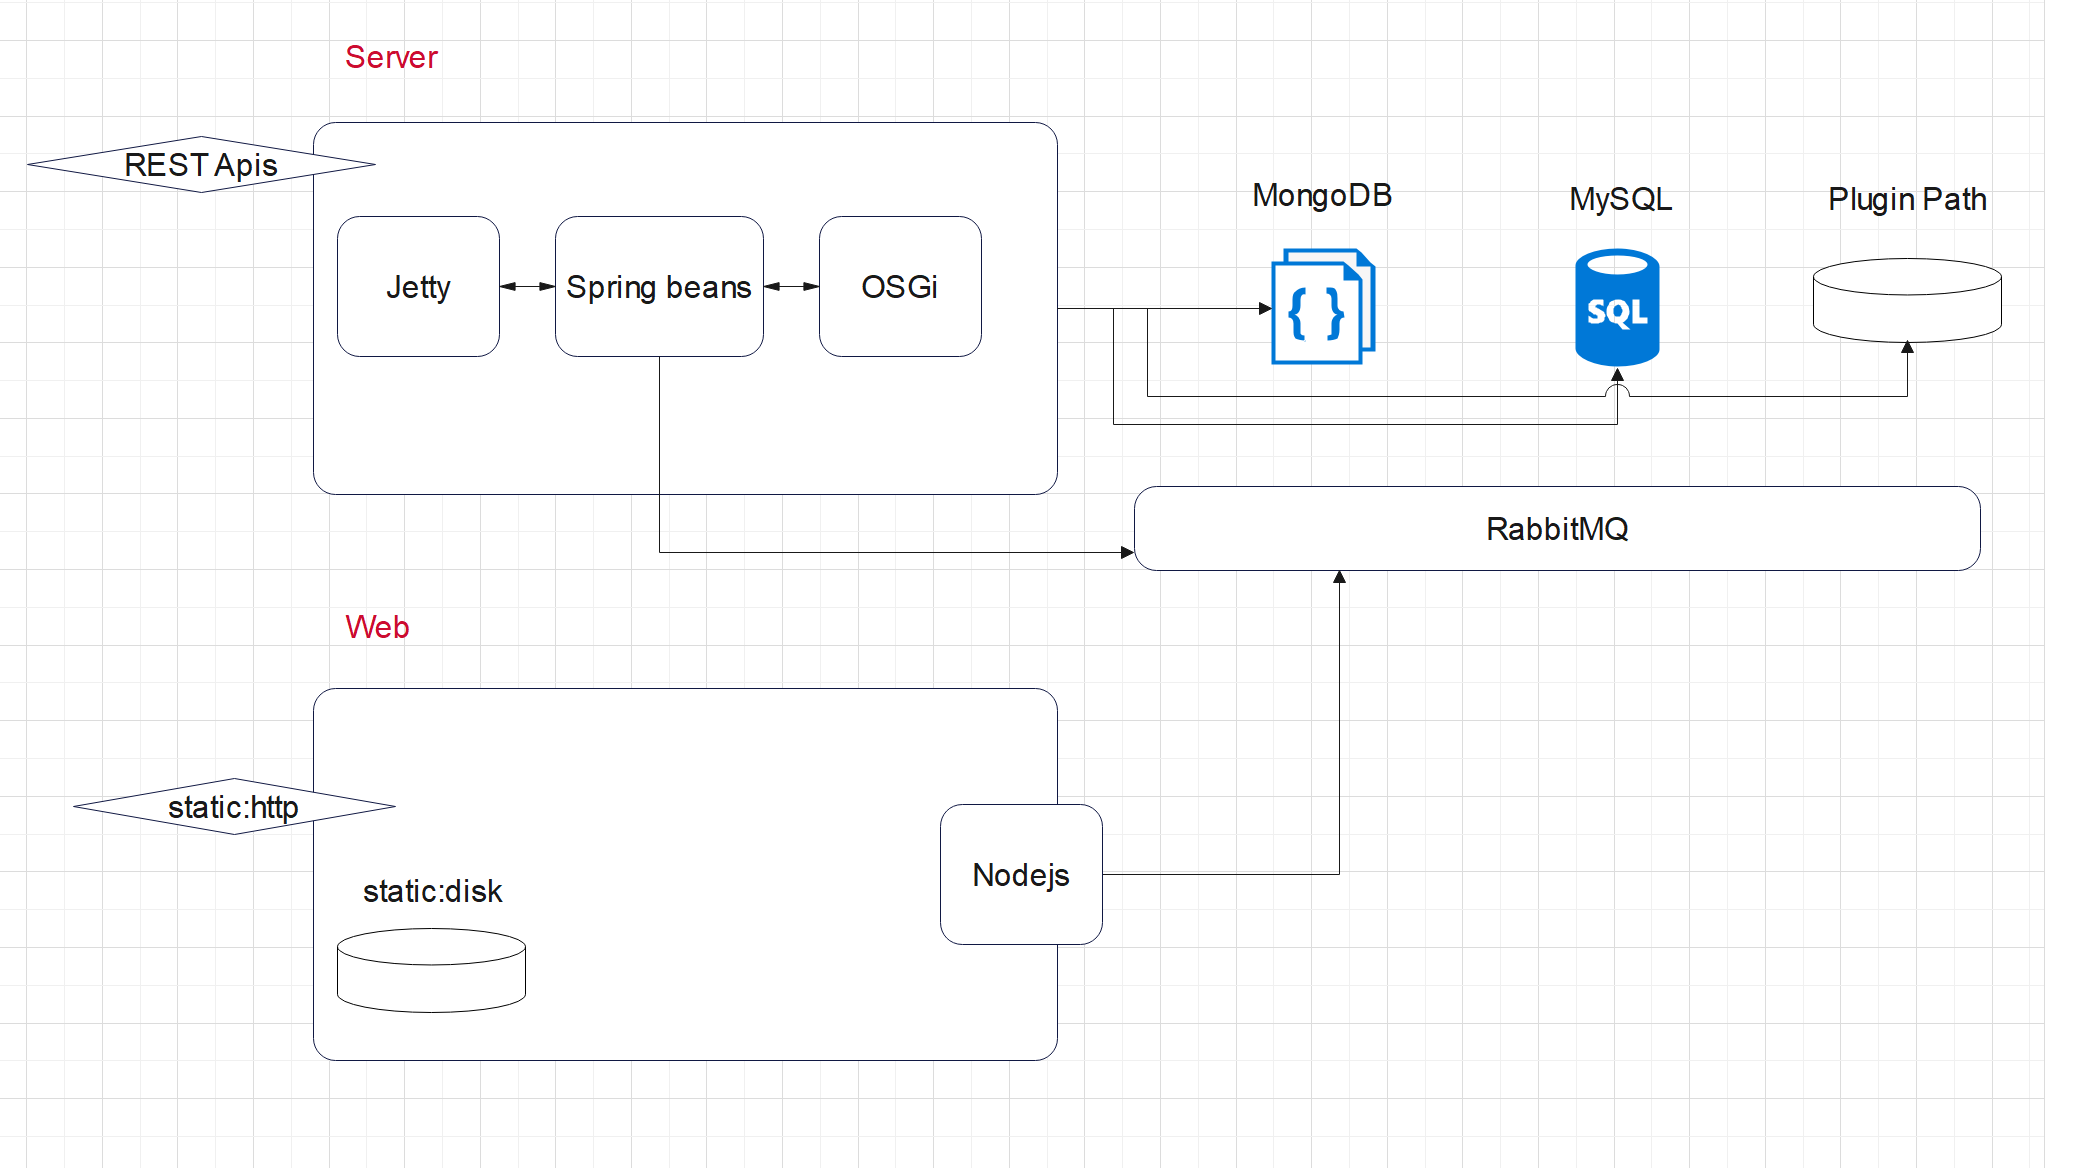 Server
REST Apis
Jetty
Spring beans
OSGi
MongoDB
MySQL
Plugin Path
{ }
SQL
RabbitMQ
Web
static:http
static:disk
Nodejs